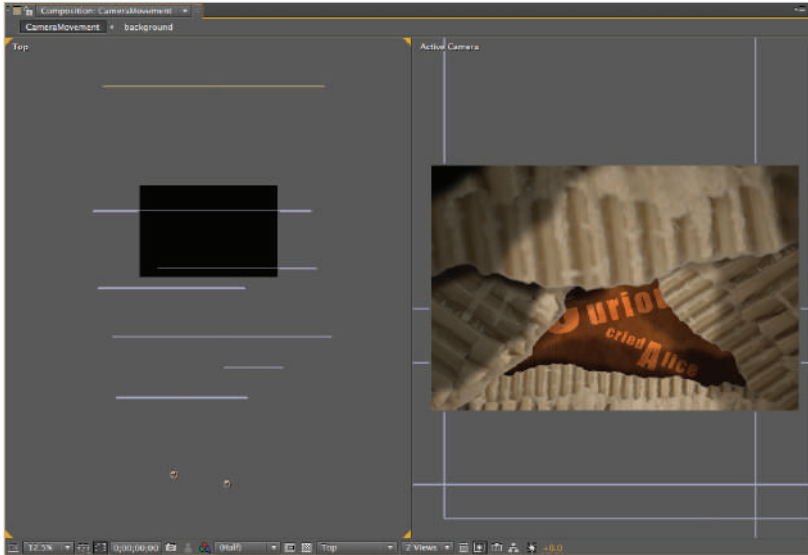 Composition: CameraMovement
CameraMovement background
Top
Active Camera
Curiou
cried
Alice
12.5% 0;00;00;00 (Half) Top 2 Views +0.0